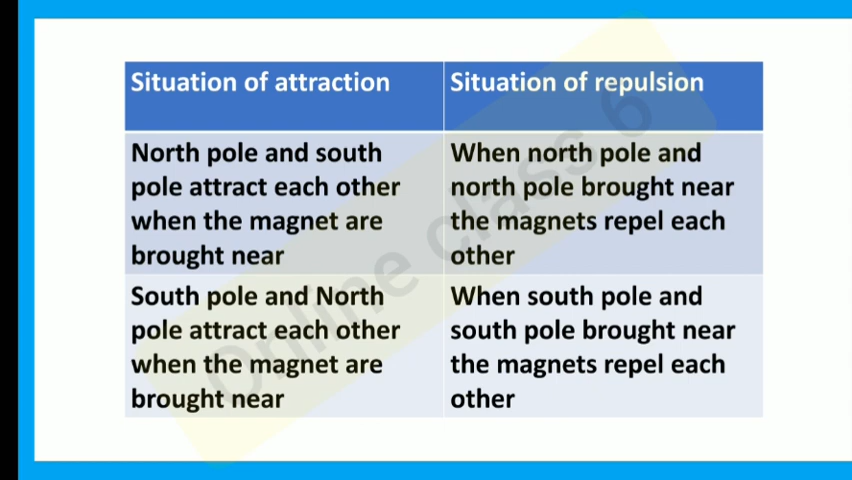 Situation of attraction
Situation of repulsion
North pole and south
pole attract each other
when the magnet are
brought near
When north pole and
north pole brought near
the magnets repel each
other
South pole and North
pole attract each other
when the magnet are
brought near
When south pole and
south pole brought near
the magnets repel each
other
Online class 6